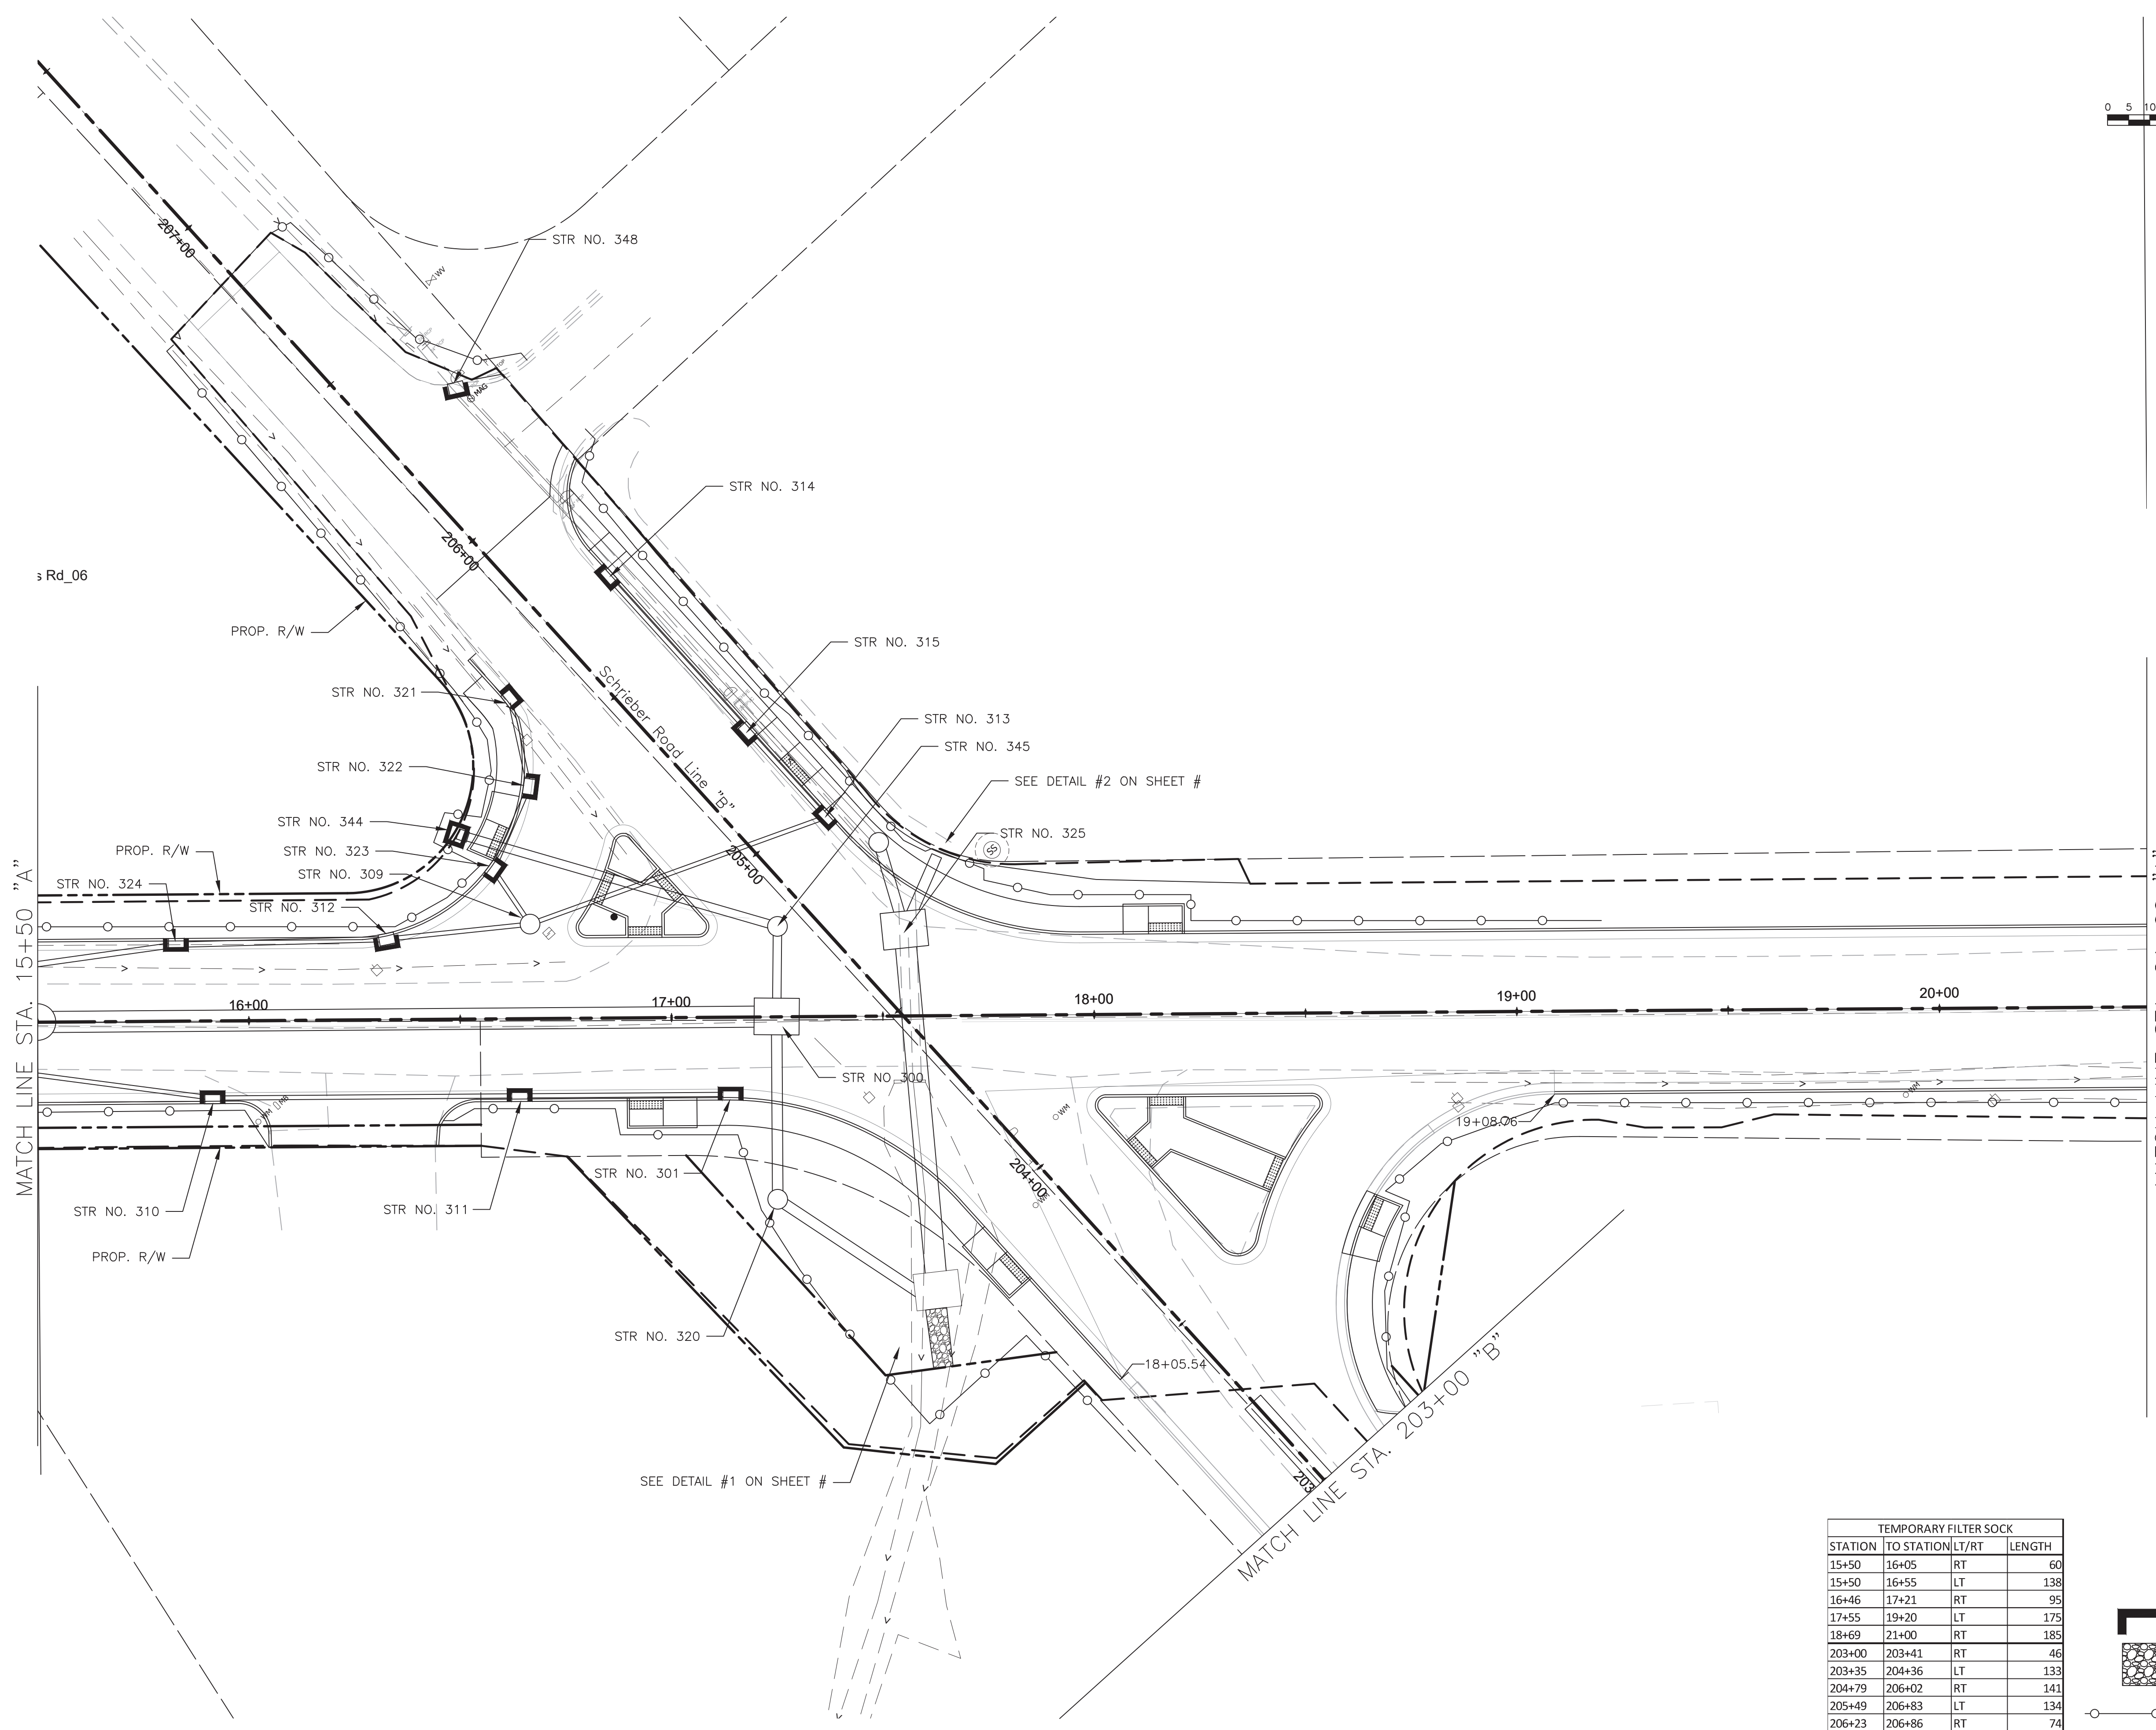 0 5 10
207+00
STR NO. 348
WV
MAG
STR NO. 314
206+00
s Rd_06
PROP. R/W
STR NO. 315
STR NO. 321
Schrieber Road Line "B"
STR NO. 313
STR NO. 345
STR NO. 322
SEE DETAIL #2 ON SHEET #
STR NO. 344
STR NO. 325
PROP. R/W
STR NO. 323
SS
205+00
STR NO. 309
STR NO. 324
STR NO. 312
MATCH LINE STA. 15+50 "A"
16+00
17+00
18+00
19+00
20+00
STR NO. 300
WM
MB
WM
WM
19+08.76
STR NO. 301
204+00
STR NO. 310
STR NO. 311
PROP. R/W
STR NO. 320
18+05.54
SEE DETAIL #1 ON SHEET #
203
MATCH LINE STA. 203+00 "B"
TEMPORARY FILTER SOCK
STATION TO STATION LT/RT LENGTH
15+50 16+05 RT 60
15+50 16+55 LT 138
16+46 17+21 RT 95
17+55 19+20 LT 175
18+69 21+00 RT 185
203+00 203+41 RT 46
203+35 204+36 LT 133
204+79 206+02 RT 141
205+49 206+83 LT 134
206+23 206+86 RT 74